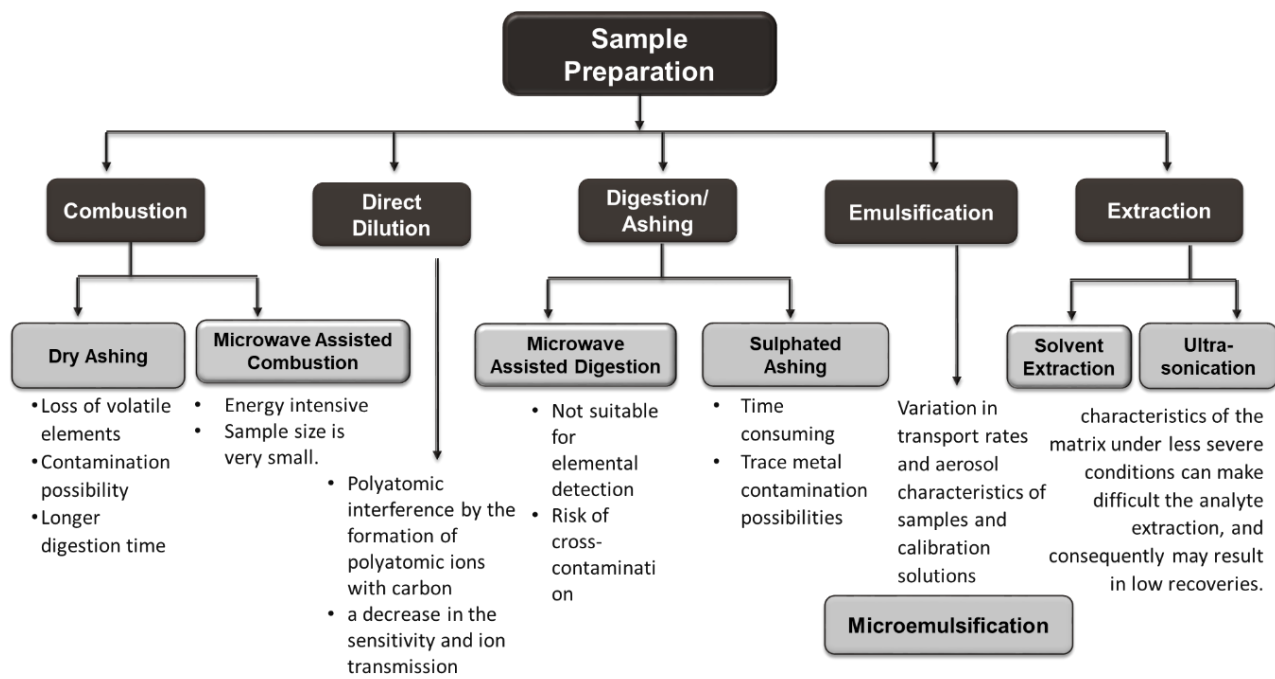 Sample
Preparation
Combustion
Direct
Dilution
Digestion/
Ashing
Emulsification
Extraction
Dry Ashing
Microwave Assisted
Combustion
Microwave
Assisted Digestion
Sulphated
Ashing
Solvent
Extraction
Ultra-
sonication
•Loss of volatile
elements
•Contamination
possibility
•Longer
digestion time
• Energy intensive
• Sample size is
very small.
• Polyatomic
interference by the
formation of
polyatomic ions
with carbon
• a decrease in the
sensitivity and ion
transmission
• Not suitable
for
elemental
detection
• Risk of
cross-
contaminati
on
• Time
consuming
• Trace metal
contamination
possibilities
Variation in
transport rates
and aerosol
characteristics of
samples and
calibration
solutions
Microemulsification
characteristics of the
matrix under less severe
conditions can make
difficult the analyte
extraction, and
consequently may result
in low recoveries.